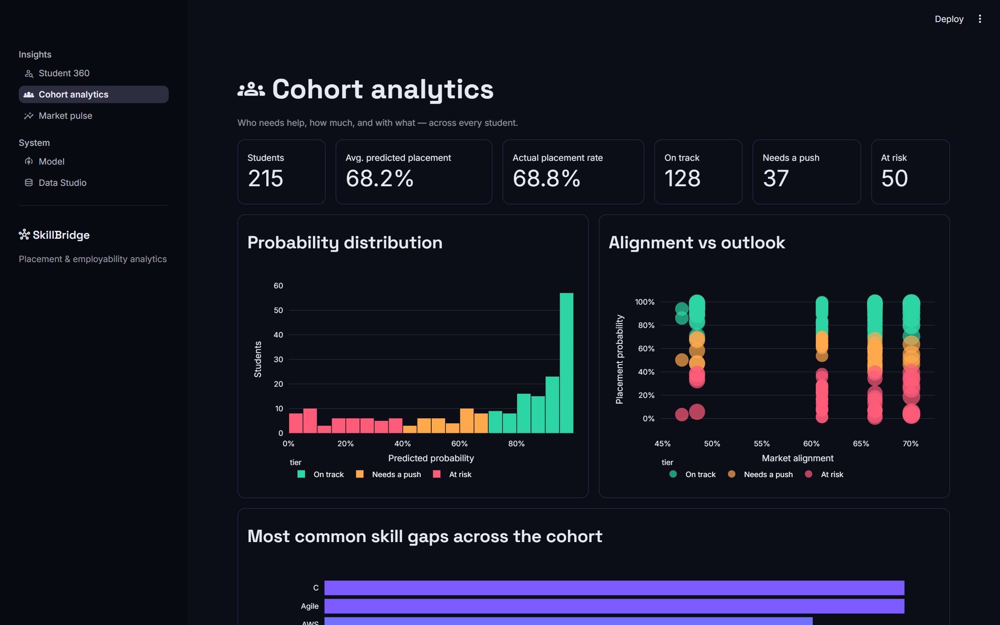 Deploy
Insights
Student 360
Cohort analytics
Market pulse
System
Model
Data Studio
SkillBridge
Placement & employability analytics
Cohort analytics
Who needs help, how much, and with what — across every student.
Students
215
Avg. predicted placement
68.2%
Actual placement rate
68.8%
On track
128
Needs a push
37
At risk
50
Probability distribution
60
50
40
30
20
10
0
Students
0% 20% 40% 60% 80%
Predicted probability
tier
On track Needs a push At risk
Alignment vs outlook
100%
80%
60%
40%
20%
0%
Placement probability
45% 50% 55% 60% 65% 70%
Market alignment
tier
On track Needs a push At risk
Most common skill gaps across the cohort
C
Agile
AWS